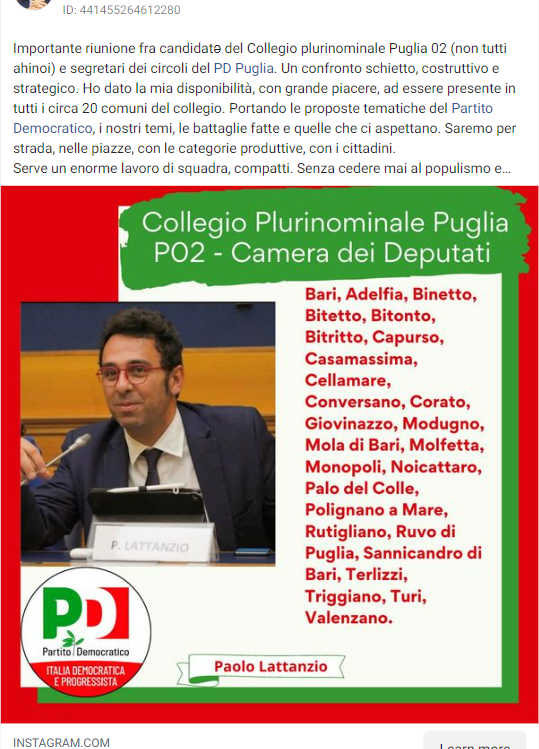 ID: 441455264612280
Importante riunione fra candidatə del Collegio plurinominale Puglia 02 (non tutti
ahinoi) e segretari dei circoli del PD Puglia. Un confronto schietto, costruttivo e
strategico. Ho dato la mia disponibilità, con grande piacere, ad essere presente in
tutti i circa 20 comuni del collegio. Portando le proposte tematiche del Partito
Democratico, i nostri temi, le battaglie fatte e quelle che ci aspettano. Saremo per
strada, nelle piazze, con le categorie produttive, con i cittadini.
Serve un enorme lavoro di squadra, compatti. Senza cedere mai al populismo e...
Collegio Plurinominale Puglia
P02 - Camera dei Deputati
Bari, Adelfia, Binetto,
Bitetto, Bitonto,
Bitritto, Capurso,
Casamassima,
Cellamare,
Conversano, Corato,
Giovinazzo, Modugno,
Mola di Bari, Molfetta,
Monopoli, Noicattaro,
Palo del Colle,
Polignano a Mare,
Rutigliano, Ruvo di
Puglia, Sannicandro di
Bari, Terlizzi,
Triggiano, Turi,
Valenzano.
P. LATTANZIO
PD
Partito Democratico
ITALIA DEMOCRATICA
E PROGRESSISTA
Paolo Lattanzio
INSTAGRAM.COM
Learn more